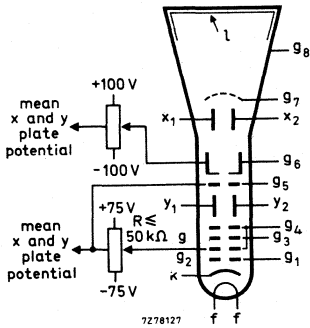 l
g8
g7
+100 V
mean
x and y
plate
potential
-100 V
x1 x2
g6
g5
+75 V
R ≤
50 kΩ
mean
x and y
plate
potential
-75 V
y1 y2
g4
g3
g
g2 g1
k
f f
7Z78127